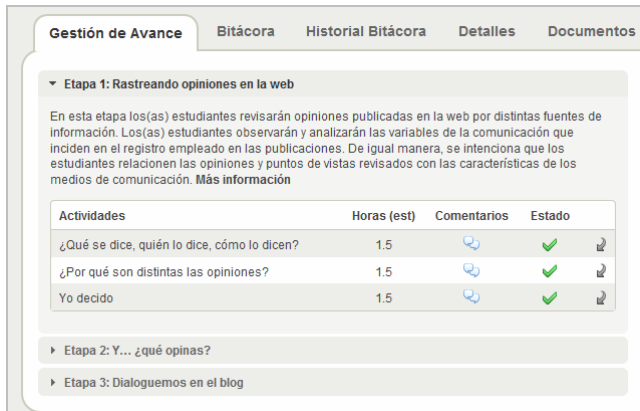 Gestión de Avance Bitácora Historial Bitácora Detalles Documentos
Etapa 1: Rastreando opiniones en la web
En esta etapa los(as) estudiantes revisarán opiniones publicadas en la web por distintas fuentes de
información. Los(as) estudiantes observarán y analizarán las variables de la comunicación que
inciden en el registro empleado en las publicaciones. De igual manera, se intenciona que los
estudiantes relacionen las opiniones y puntos de vistas revisados con las características de los
medios de comunicación. Más información
Actividades Horas (est) Comentarios Estado
¿Qué se dice, quién lo dice, cómo lo dicen? 1.5
¿Por qué son distintas las opiniones? 1.5
Yo decido 1.5
Etapa 2: Y... ¿qué opinas?
Etapa 3: Dialoguemos en el blog